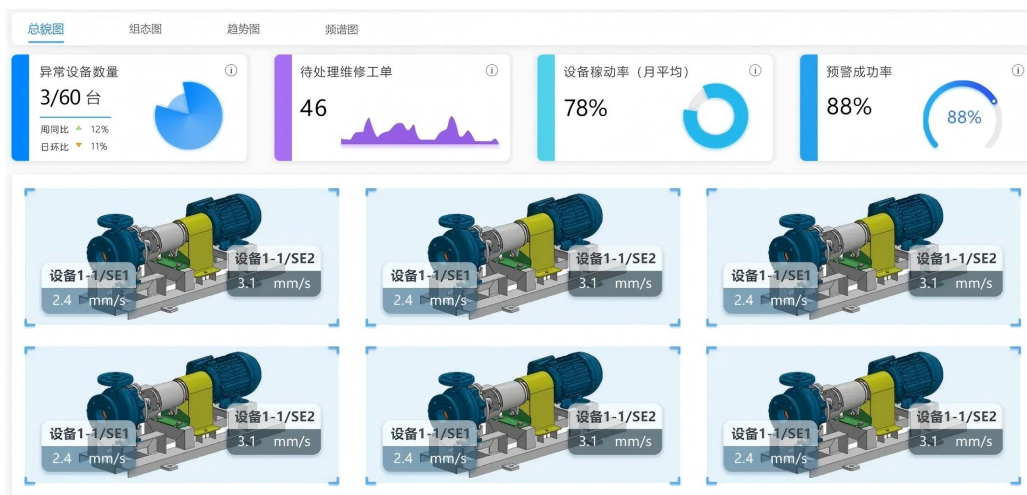 总貌图 组态图 趋势图 频谱图
异常设备数量
3/60 台
周同比 12%
日环比 11%
待处理维修工单
46
设备稼动率（月平均）
78%
预警成功率
88%
88%
设备1-1/SE2
3.1 mm/s
设备1-1/SE1
2.4 mm/s
设备1-1/SE2
3.1 mm/s
设备1-1/SE1
2.4 mm/s
设备1-1/SE2
3.1 mm/s
设备1-1/SE1
2.4 mm/s
设备1-1/SE2
3.1 mm/s
设备1-1/SE1
2.4 mm/s
设备1-1/SE2
3.1 mm/s
设备1-1/SE1
2.4 mm/s
设备1-1/SE2
3.1 mm/s
设备1-1/SE1
2.4 mm/s